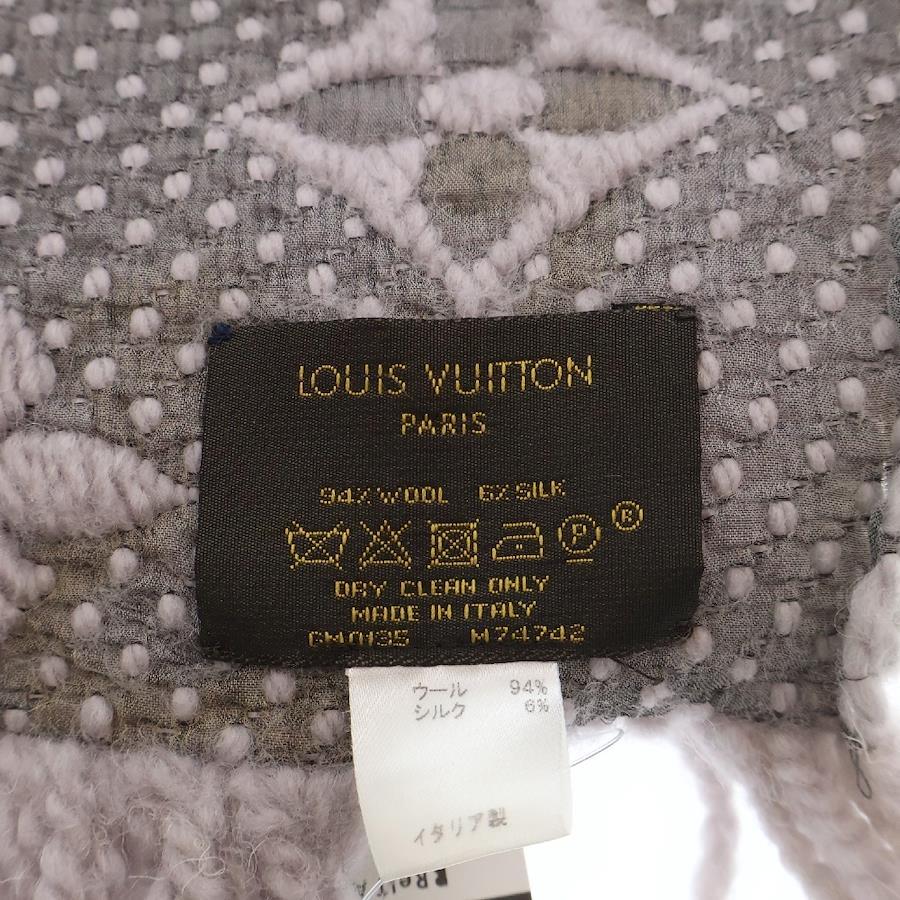 LOUIS VUITTON
PARIS
94% WOOL 6% SILK
P ®
DRY CLEAN ONLY
MADE IN ITALY
GM0135 M74742
ウール 94%
シルク 6%
イタリア製